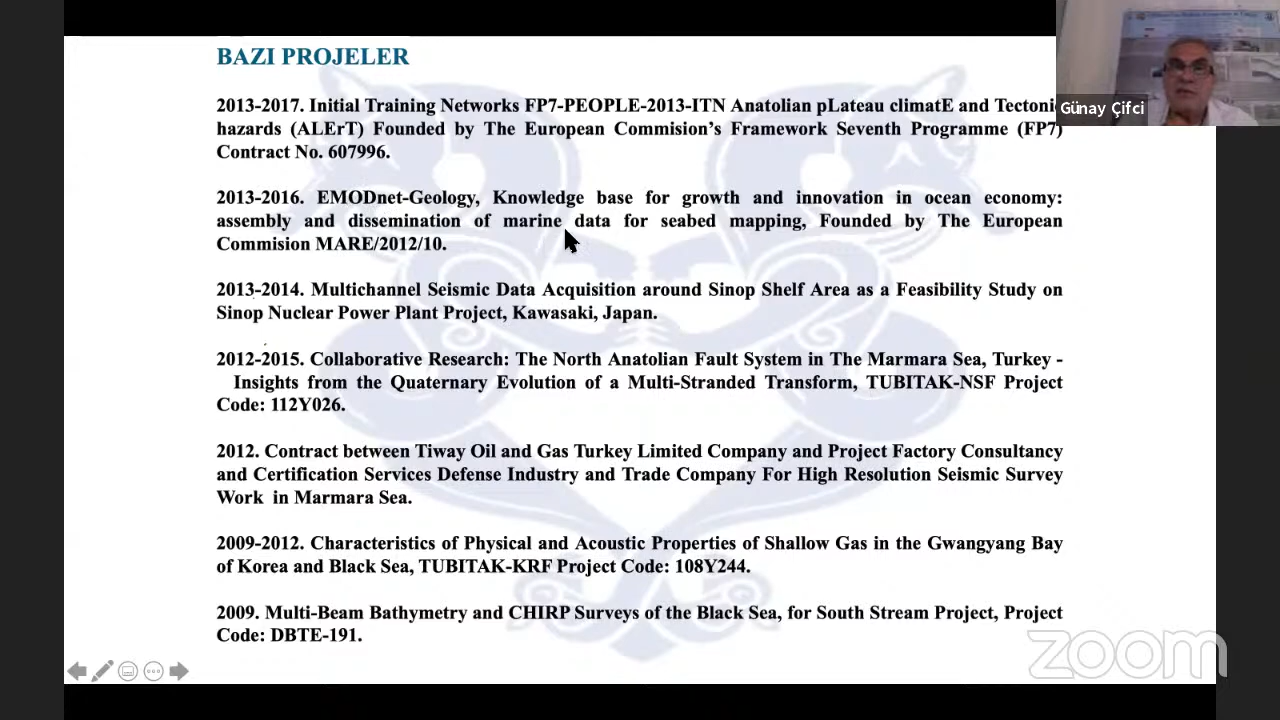 BAZI PROJELER
2013-2017. Initial Training Networks FP7-PEOPLE-2013-ITN Anatolian pLateau climatE and Tectonic
hazards (ALErT) Founded by The European Commision's Framework Seventh Programme (FP7)
Contract No. 607996.
2013-2016. EMODnet-Geology, Knowledge base for growth and innovation in ocean economy:
assembly and dissemination of marine data for seabed mapping, Founded by The European
Commision MARE/2012/10.
2013-2014. Multichannel Seismic Data Acquisition around Sinop Shelf Area as a Feasibility Study on
Sinop Nuclear Power Plant Project, Kawasaki, Japan.
2012-2015. Collaborative Research: The North Anatolian Fault System in The Marmara Sea, Turkey -
Insights from the Quaternary Evolution of a Multi-Stranded Transform, TUBITAK-NSF Project
Code: 112Y026.
2012. Contract between Tiway Oil and Gas Turkey Limited Company and Project Factory Consultancy
and Certification Services Defense Industry and Trade Company For High Resolution Seismic Survey
Work in Marmara Sea.
2009-2012. Characteristics of Physical and Acoustic Properties of Shallow Gas in the Gwangyang Bay
of Korea and Black Sea, TUBITAK-KRF Project Code: 108Y244.
2009. Multi-Beam Bathymetry and CHIRP Surveys of the Black Sea, for South Stream Project, Project
Code: DBTE-191.
Günay Çifci
zoom